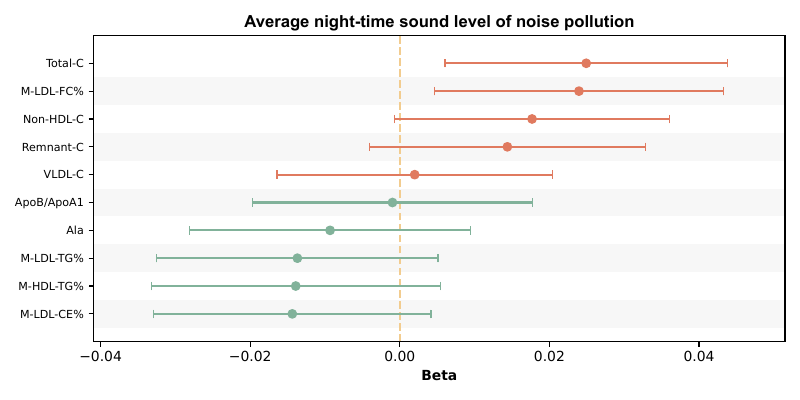 Average night-time sound level of noise pollution
Total-C
M-LDL-FC%
Non-HDL-C
Remnant-C
VLDL-C
ApoB/ApoA1
Ala
M-LDL-TG%
M-HDL-TG%
M-LDL-CE%
−0.04 −0.02 0.00 0.02 0.04
Beta